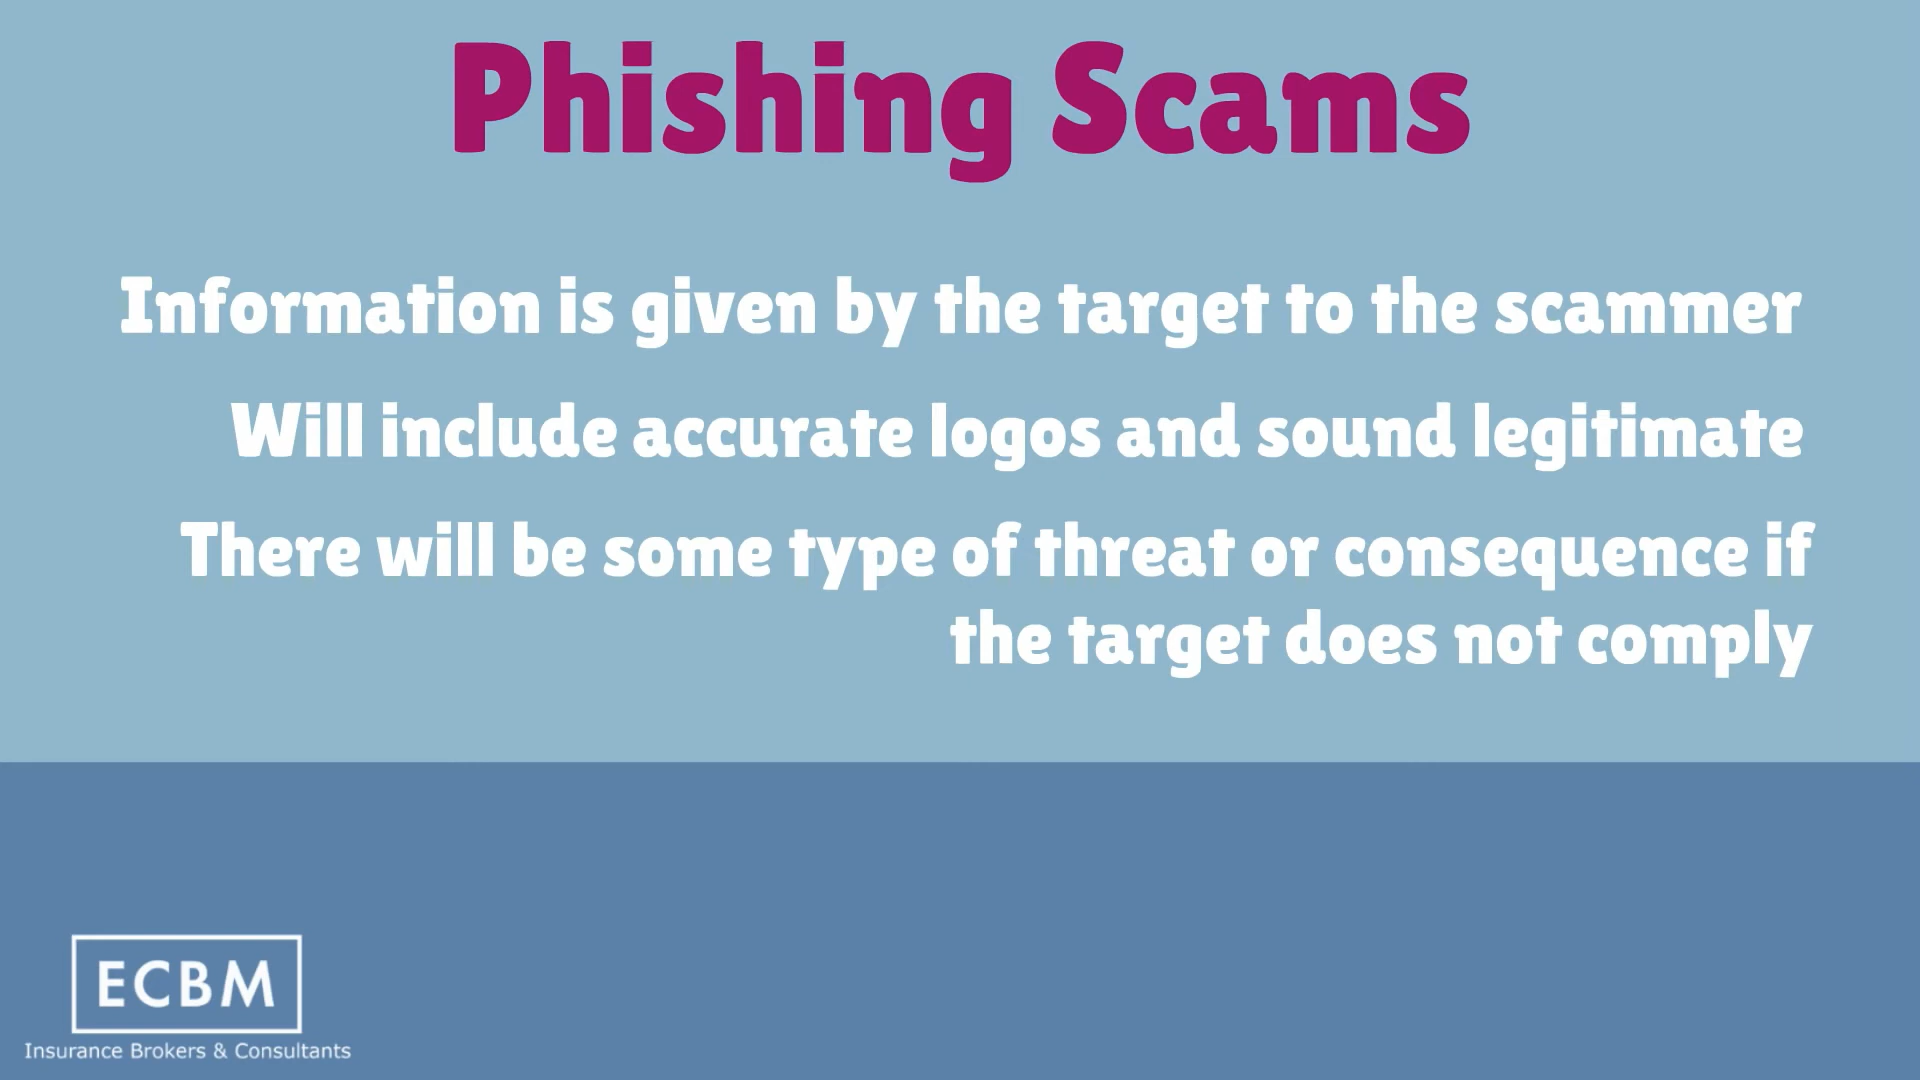 Phishing Scams
Information is given by the target to the scammer
Will include accurate logos and sound legitimate
There will be some type of threat or consequence if
the target does not comply
ECBM
Insurance Brokers & Consultants